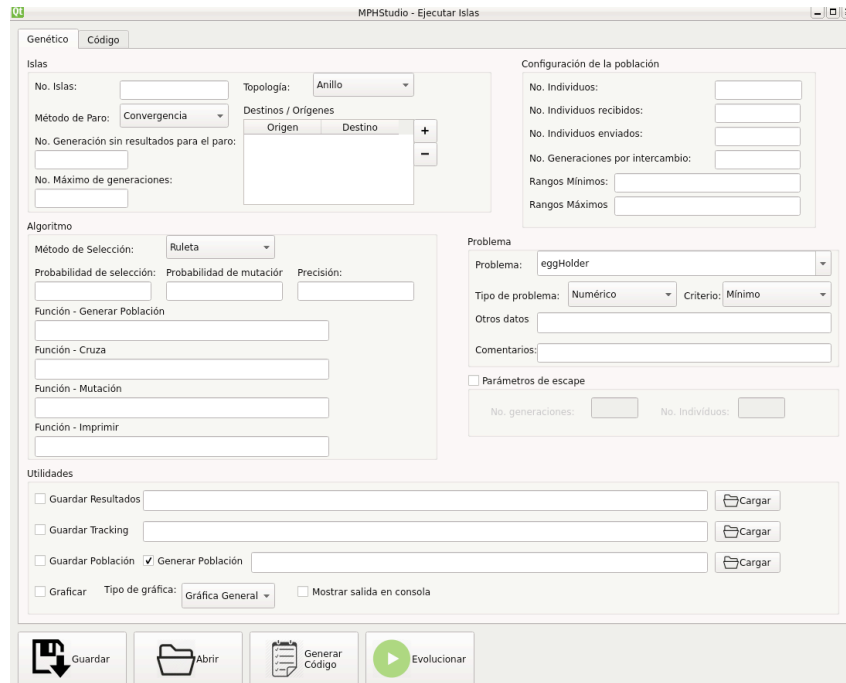 Qt
MPHStudio - Ejecutar Islas
Genético Código
Islas
No. Islas:
Topología: Anillo
Método de Paro: Convergencia
Destinos / Orígenes
Origen Destino
+
−
No. Generación sin resultados para el paro:
No. Máximo de generaciones:
Configuración de la población
No. Individuos:
No. Individuos recibidos:
No. Individuos enviados:
No. Generaciones por intercambio:
Rangos Mínimos:
Rangos Máximos
Algoritmo
Método de Selección: Ruleta
Probabilidad de selección: Probabilidad de mutaciór Precisión:
Función - Generar Población
Función - Cruza
Función - Mutación
Función - Imprimir
Problema
Problema: eggHolder
Tipo de problema: Numérico Criterio: Mínimo
Otros datos
Comentarios:
Parámetros de escape
No. generaciones: No. Indivíduos:
Utilidades
Guardar Resultados Cargar
Guardar Tracking Cargar
Guardar Población Generar Población Cargar
Graficar Tipo de gráfica: Gráfica General Mostrar salida en consola
Guardar
Abrir
Generar
Código
Evolucionar